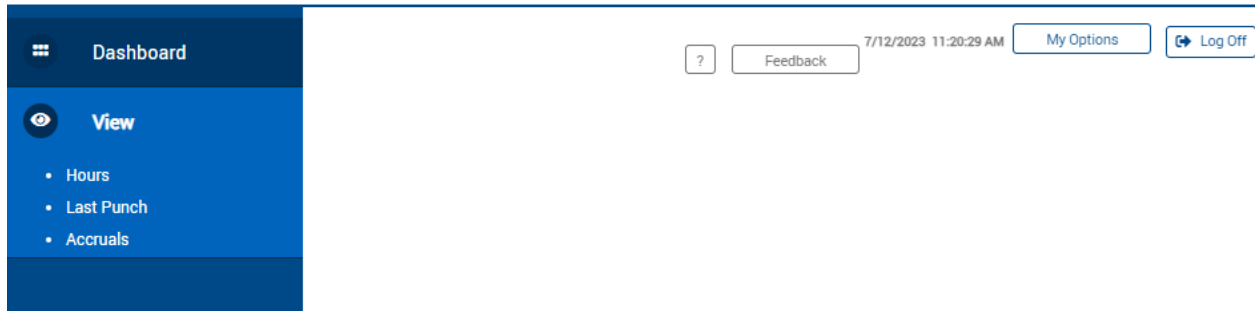 Dashboard
7/12/2023 11:20:29 AM
My Options
Log Off
?
Feedback
View
• Hours
• Last Punch
• Accruals